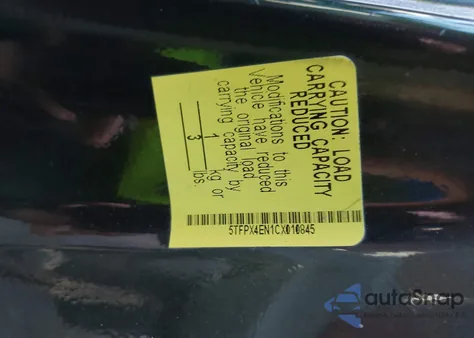 CAUTION: LOAD
CARRYING CAPACITY
REDUCED
Modifications to this
Vehicle have reduced
the original load
carrying capacity by
1 kg or
3 lbs.
5TFPX4EN1CX010845
autoSnap